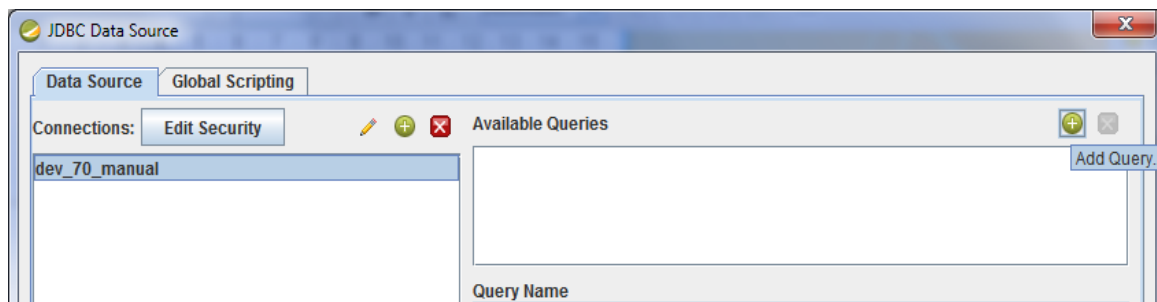 JDBC Data Source
Data Source Global Scripting
Connections: Edit Security
Available Queries
Add Query.
dev_70_manual
Query Name